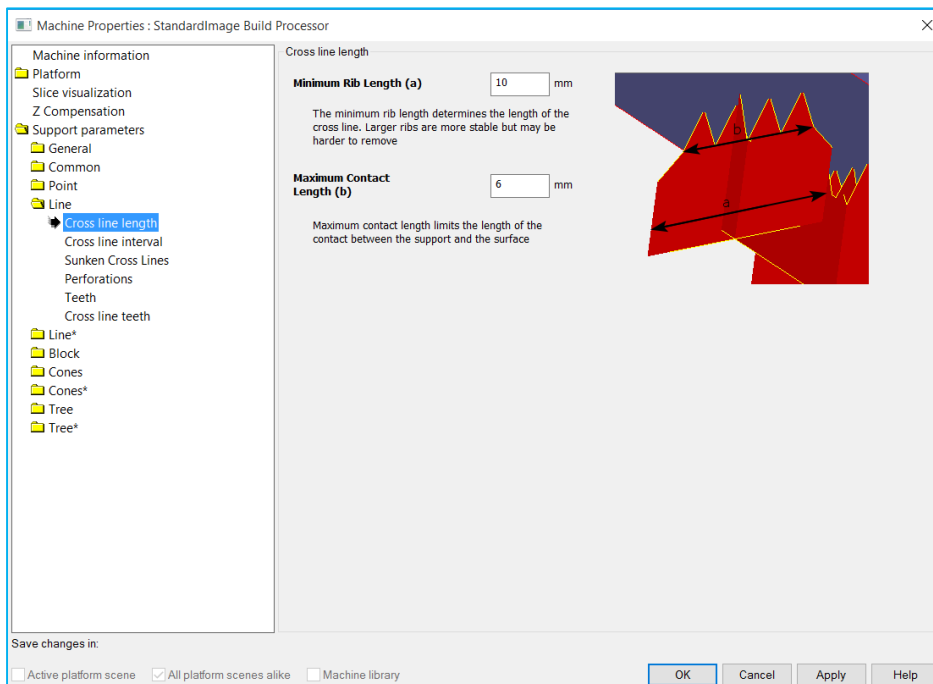 Machine Properties : StandardImage Build Processor
Machine information
Platform
Slice visualization
Z Compensation
Support parameters
General
Common
Point
Line
Cross line length
Cross line interval
Sunken Cross Lines
Perforations
Teeth
Cross line teeth
Line*
Block
Cones
Cones*
Tree
Tree*
Cross line length
Minimum Rib Length (a) 10 mm
The minimum rib length determines the length of the
cross line. Larger ribs are more stable but may be
harder to remove
Maximum Contact
Length (b) 6 mm
Maximum contact length limits the length of the
contact between the support and the surface
b
a
Save changes in:
Active platform scene All platform scenes alike Machine library
OK Cancel Apply Help